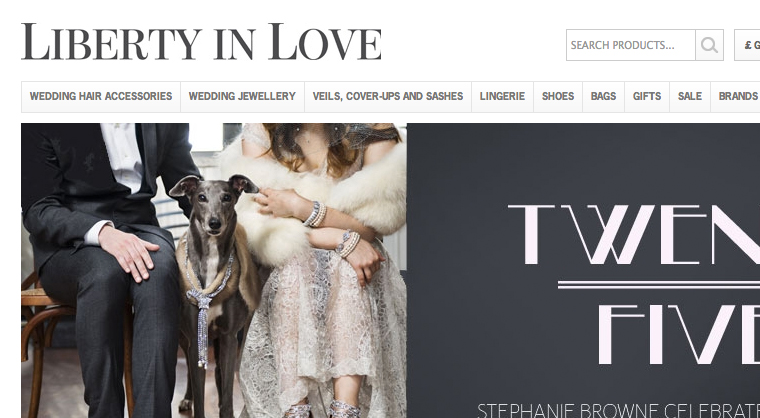 LIBERTY IN LOVE
SEARCH PRODUCTS...
£ G
WEDDING HAIR ACCESSORIES
WEDDING JEWELLERY
VEILS, COVER-UPS AND SASHES
LINGERIE
SHOES
BAGS
GIFTS
SALE
BRANDS
TWEN
FIVE
STEPHANIE BROWNE CELEBRATE